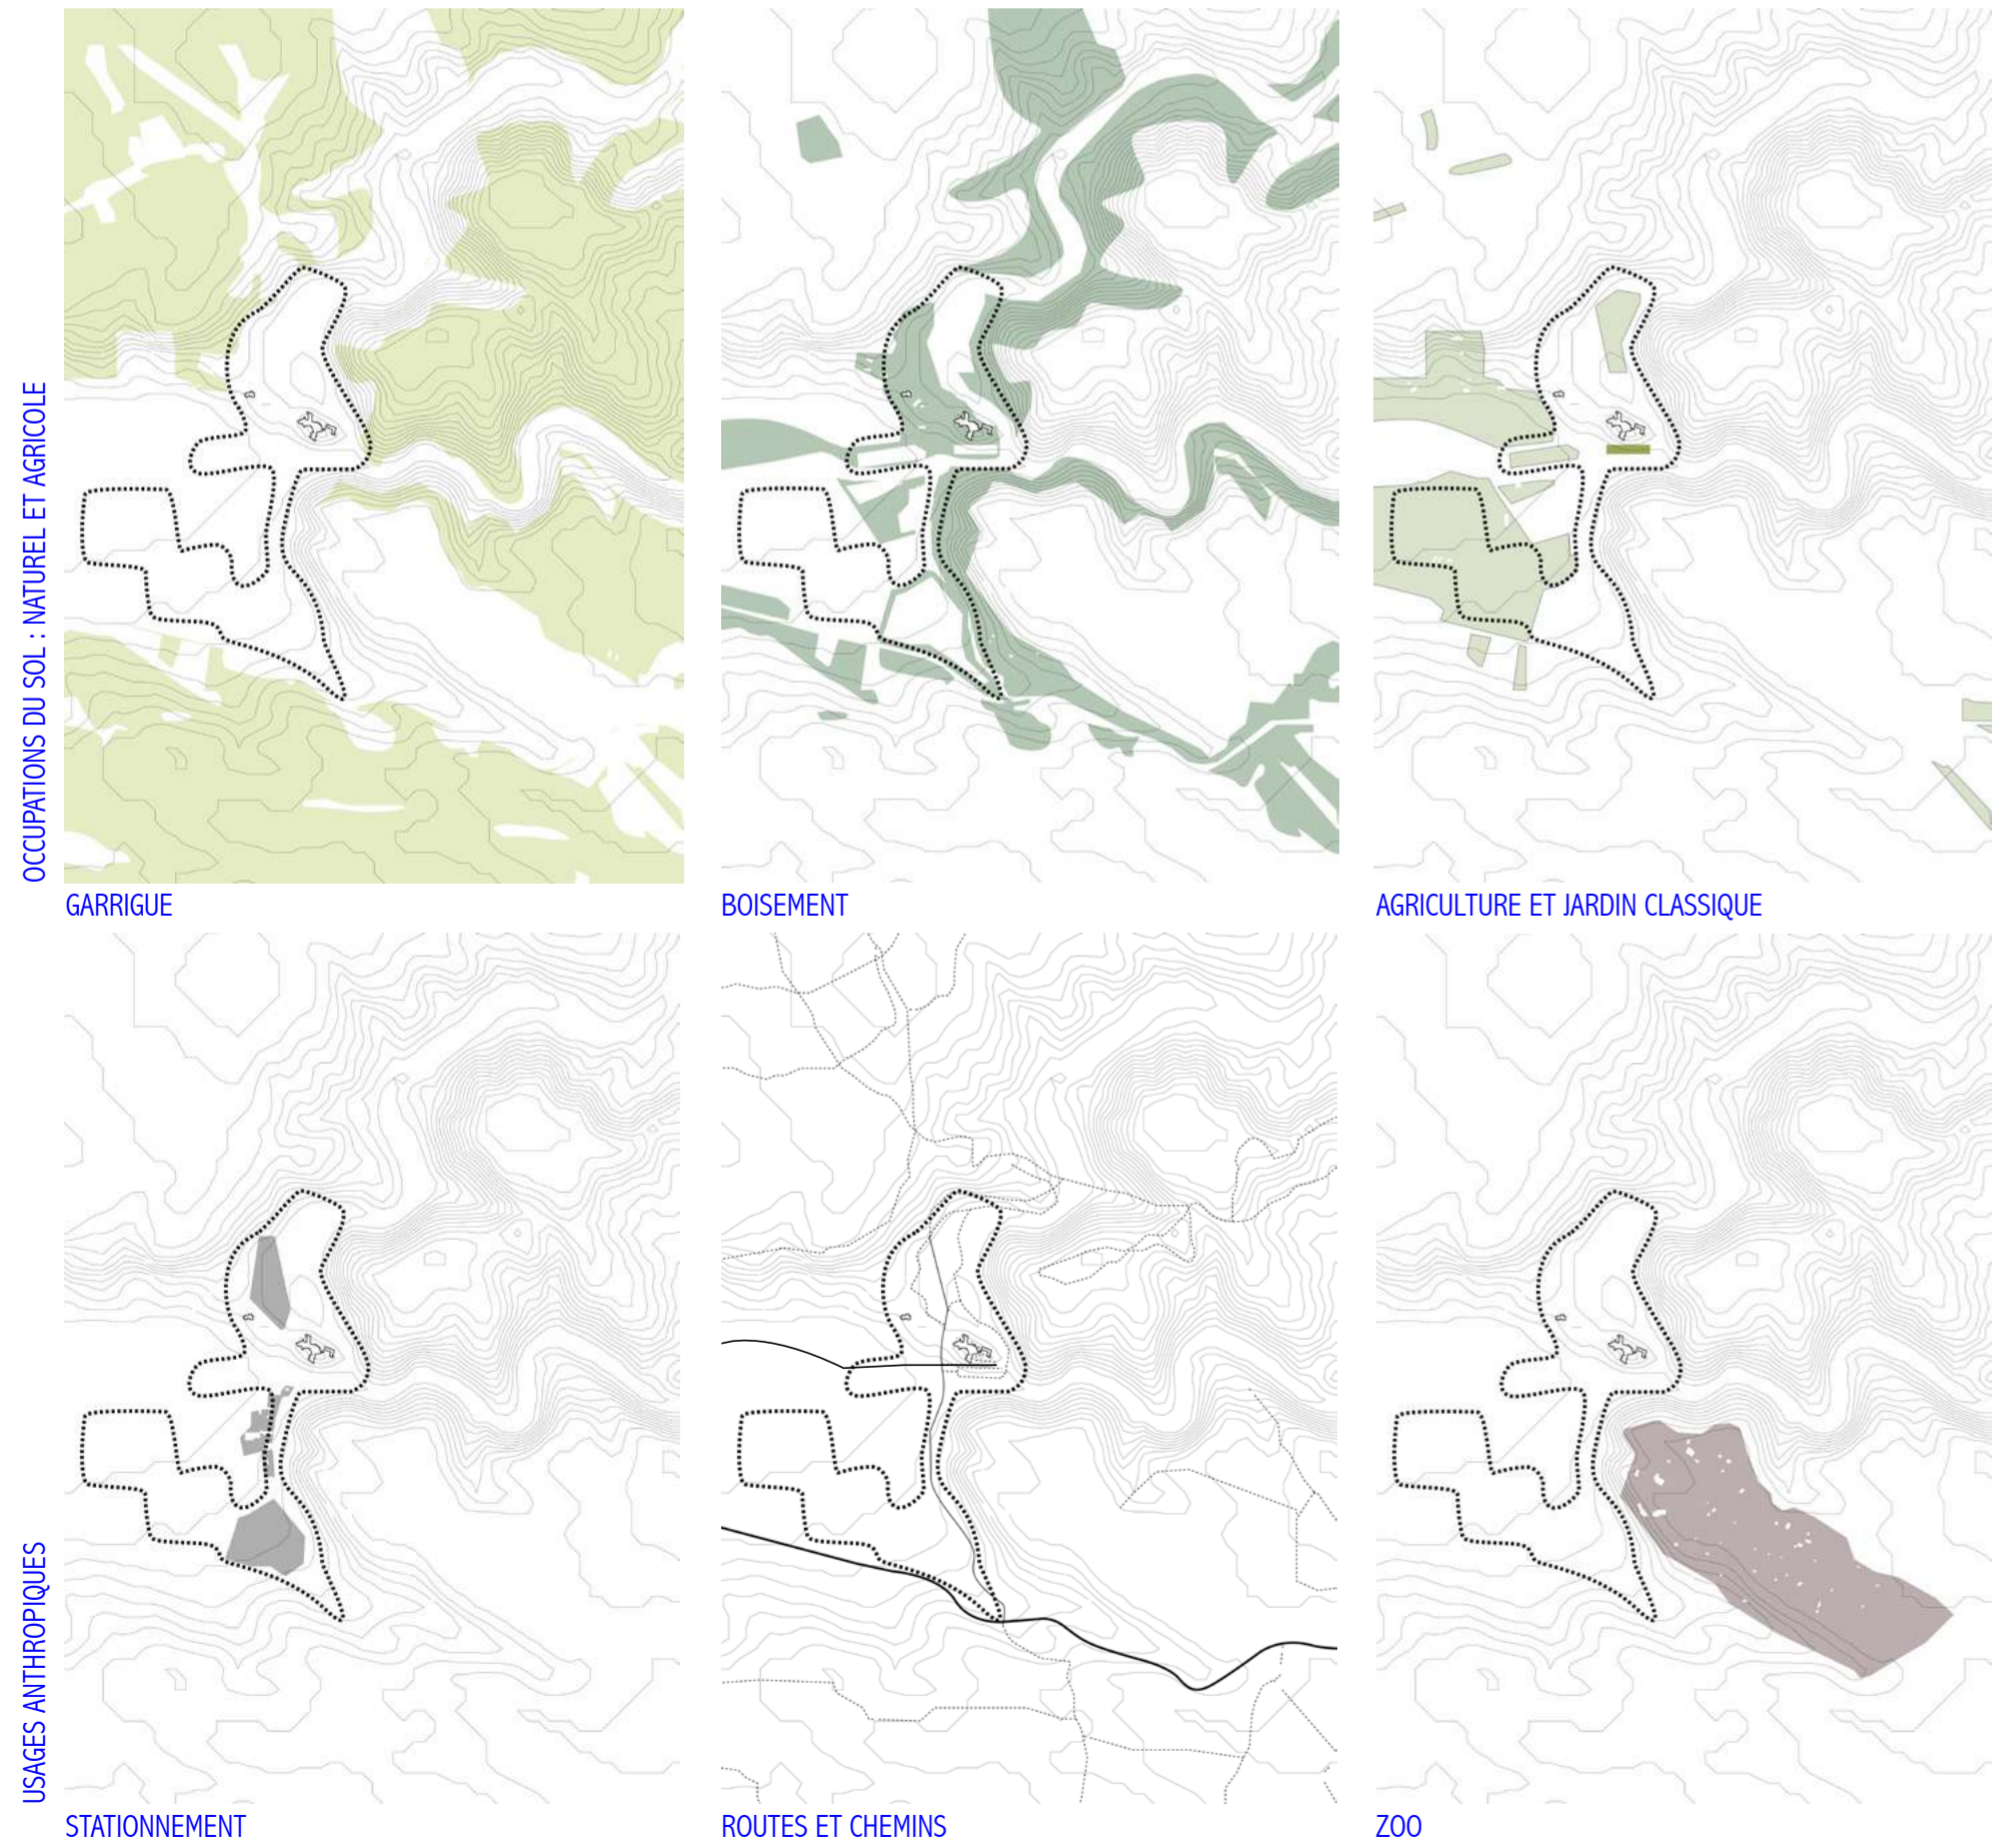 OCCUPATIONS DU SOL : NATUREL ET AGRICOLE
GARRIGUE
BOISEMENT
AGRICULTURE ET JARDIN CLASSIQUE
USAGES ANTHROPIQUES
STATIONNEMENT
ROUTES ET CHEMINS
ZOO